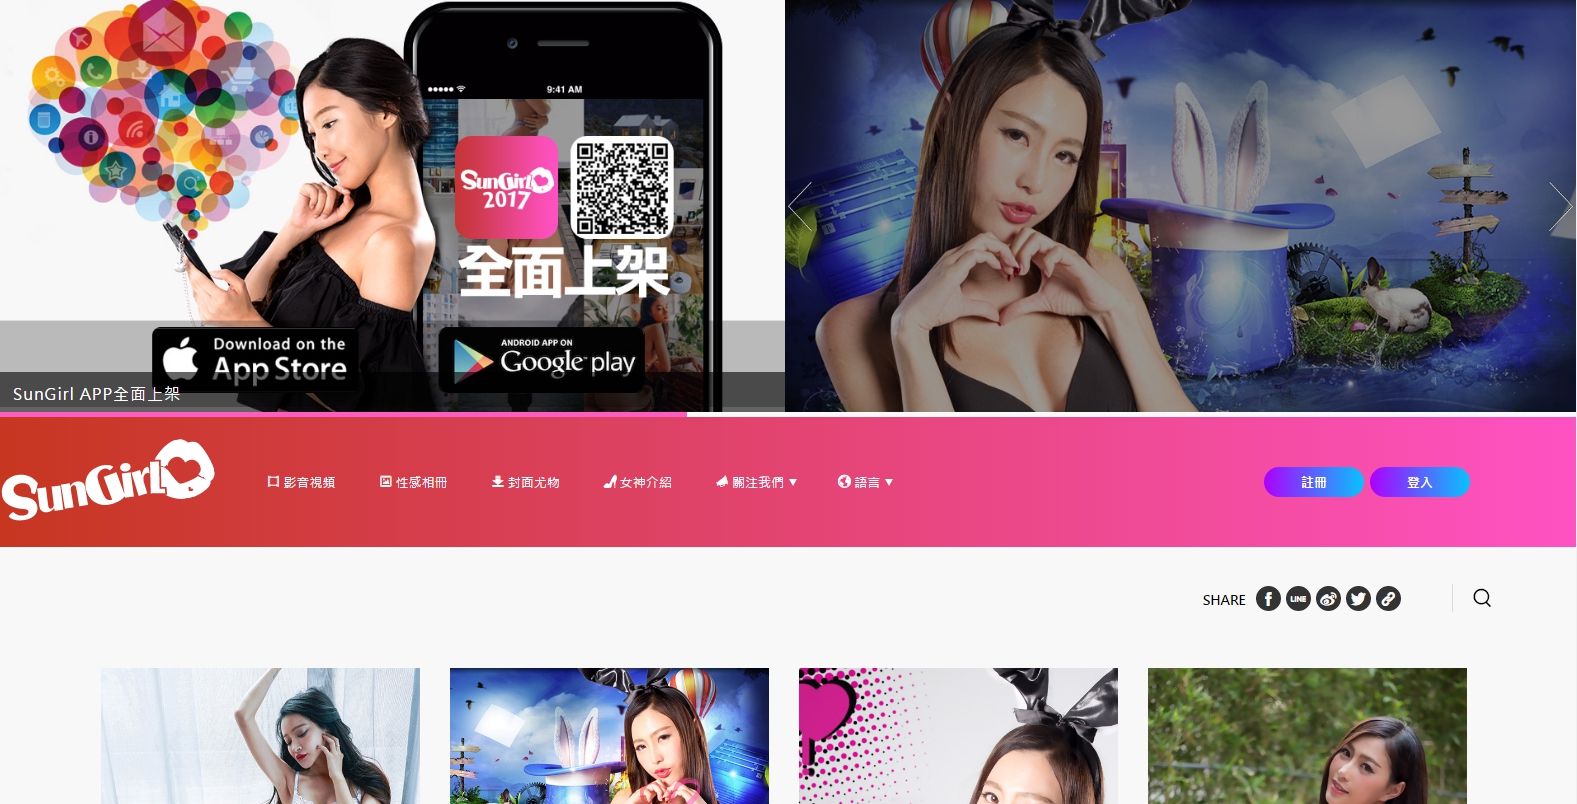 9:41 AM
SunGirl
2017
全面上架
Download on the
App Store
ANDROID APP ON
Google play
SunGirl APP全面上架
SunGirl
影音視頻
性感相冊
封面尤物
女神介紹
關注我們 ▼
語言 ▼
註冊
登入
SHARE
LINE